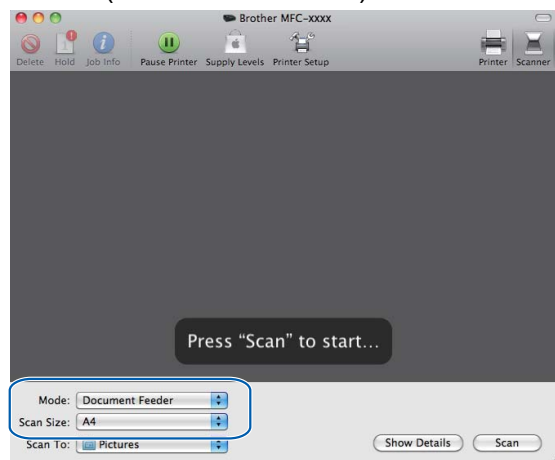 Brother MFC-XXXX
Delete Hold Job Info Pause Printer Supply Levels Printer Setup Printer Scanner
Press “Scan” to start...
Mode: Document Feeder
Scan Size: A4
Scan To: Pictures Show Details Scan